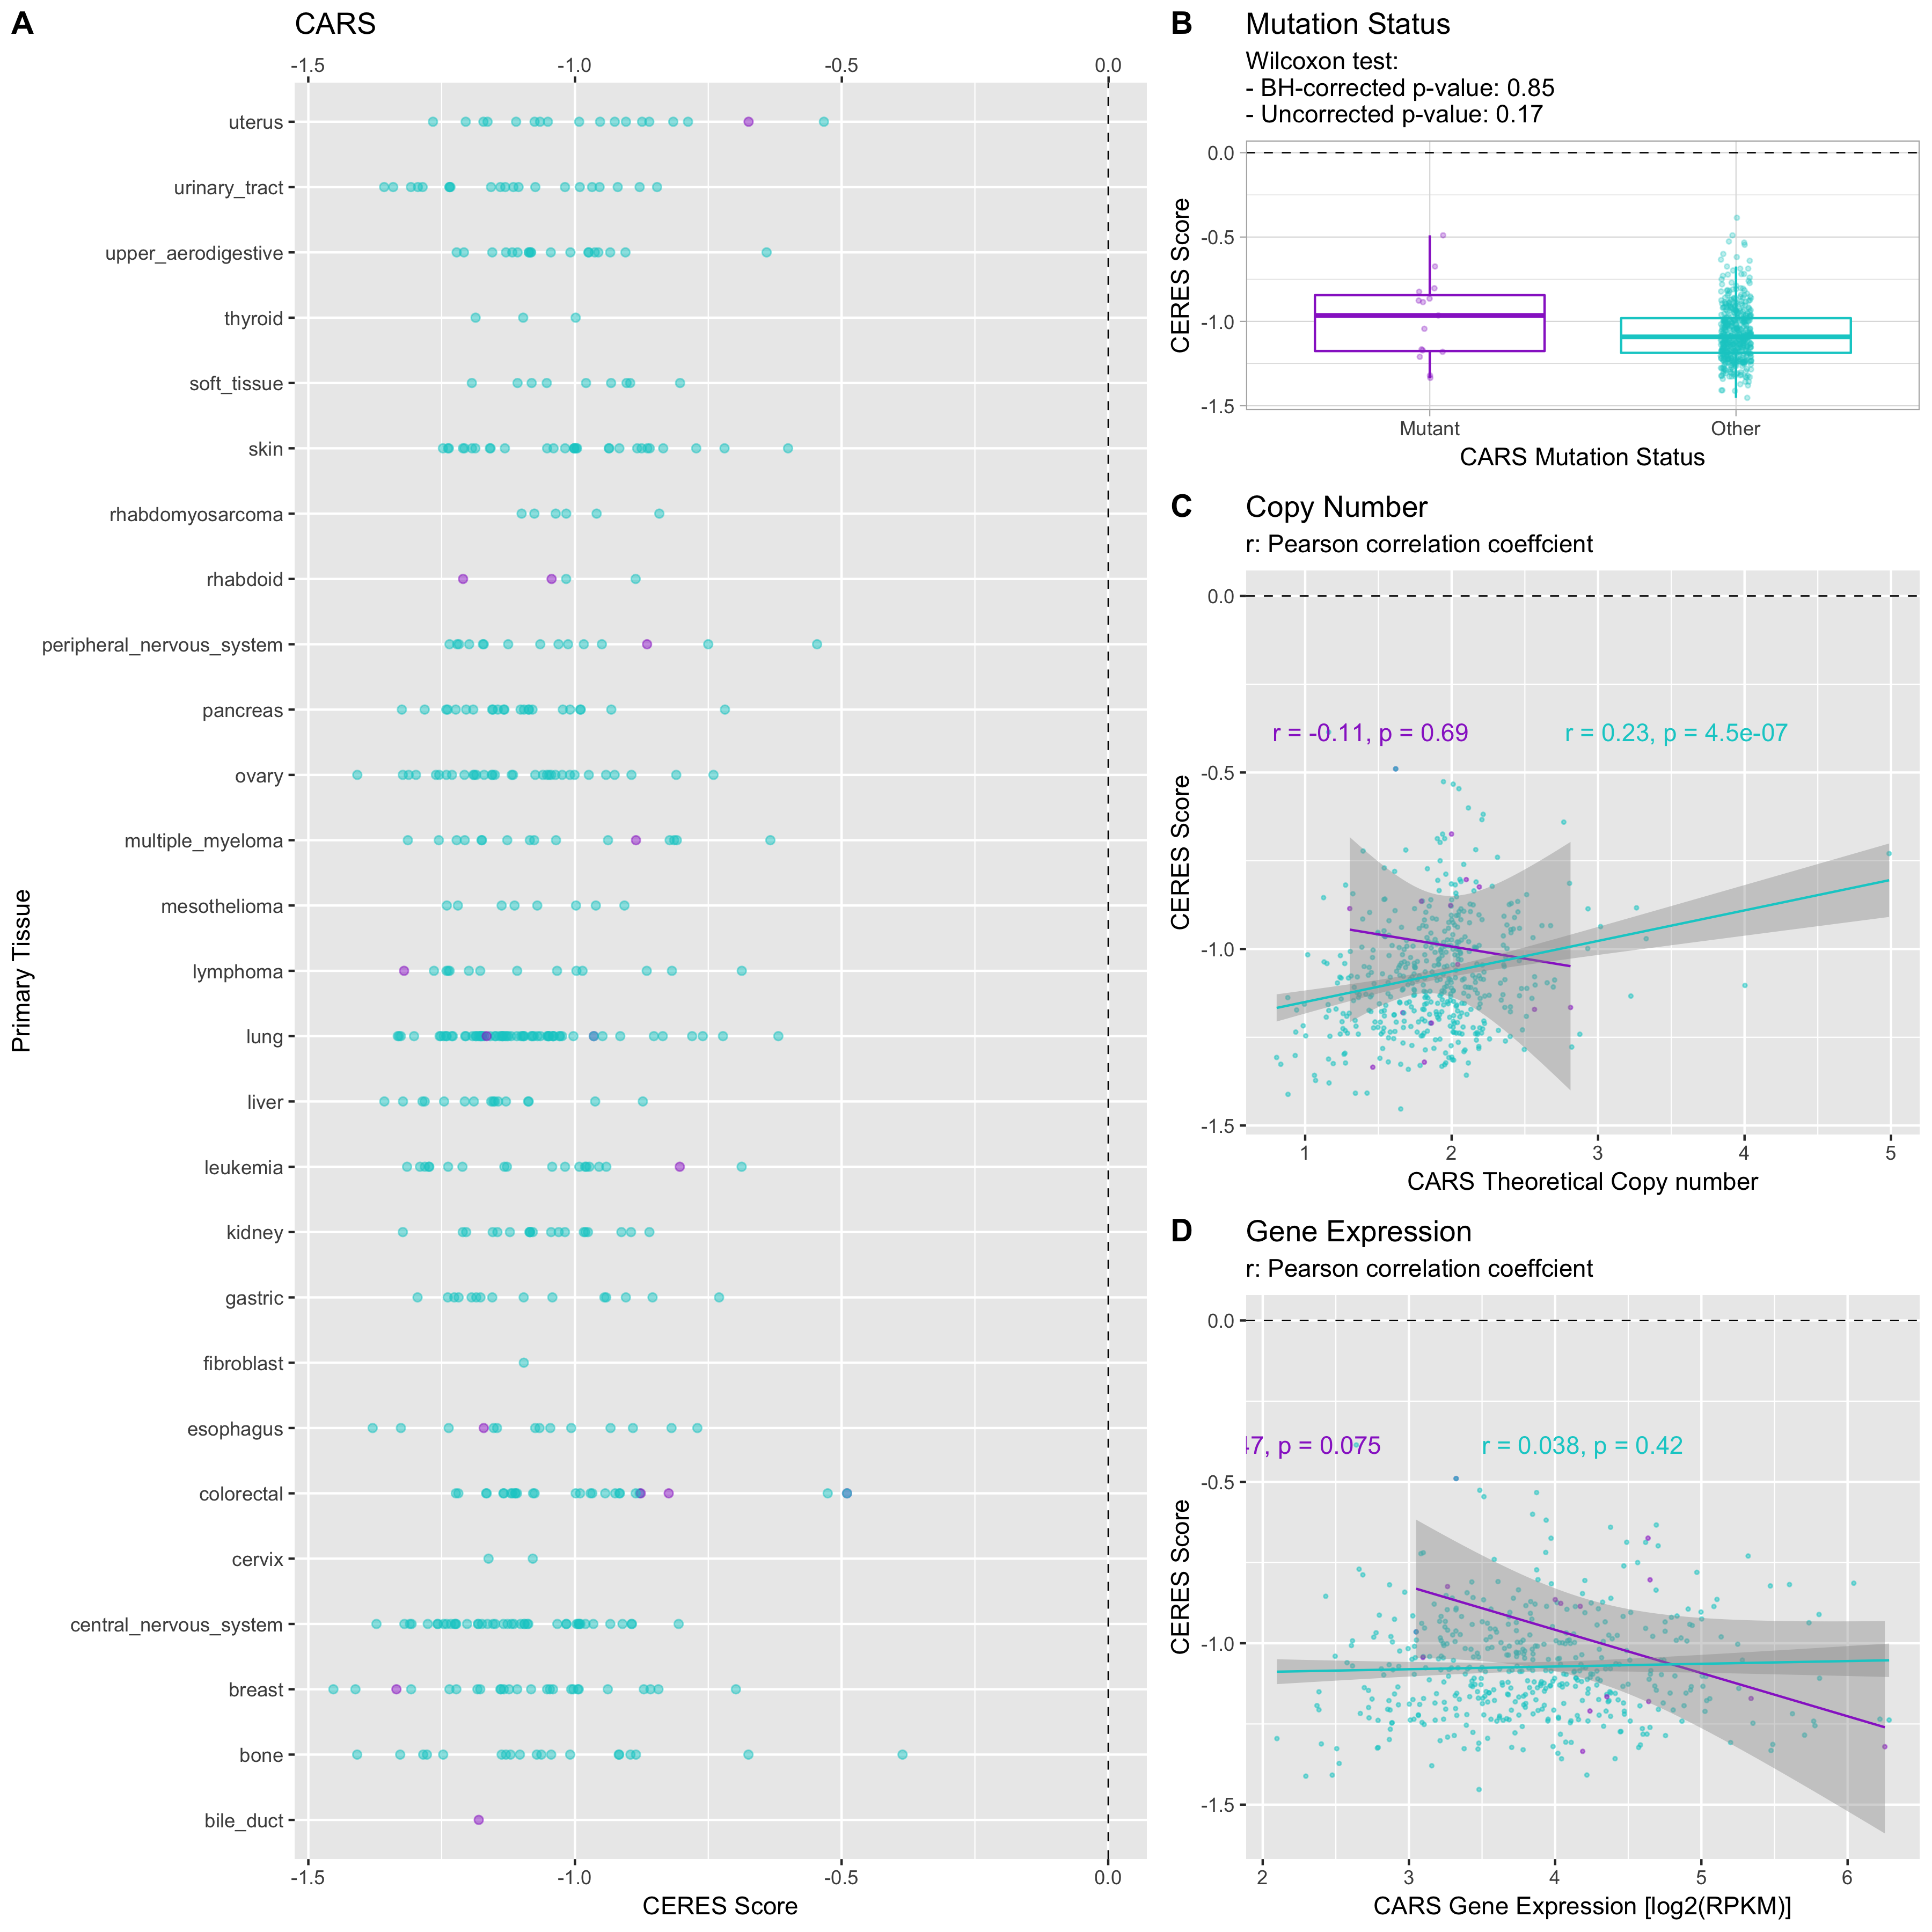 A
CARS
-1.5 -1.0 -0.5 0.0
uterus
urinary_tract
upper_aerodigestive
thyroid
soft_tissue
skin
rhabdomyosarcoma
rhabdoid
peripheral_nervous_system
pancreas
ovary
multiple_myeloma
mesothelioma
lymphoma
lung
liver
leukemia
kidney
gastric
fibroblast
esophagus
colorectal
cervix
central_nervous_system
breast
bone
bile_duct
Primary Tissue
-1.5 -1.0 -0.5 0.0
CERES Score
B
Mutation Status
Wilcoxon test:
- BH-corrected p-value: 0.85
- Uncorrected p-value: 0.17
0.0
-0.5
-1.0
-1.5
CERES Score
Mutant Other
CARS Mutation Status
C
Copy Number
r: Pearson correlation coeffcient
r = -0.11, p = 0.69 r = 0.23, p = 4.5e-07
0.0
-0.5
-1.0
-1.5
CERES Score
1 2 3 4 5
CARS Theoretical Copy number
D
Gene Expression
r: Pearson correlation coeffcient
47, p = 0.075 r = 0.038, p = 0.42
0.0
-0.5
-1.0
-1.5
CERES Score
2 3 4 5 6
CARS Gene Expression [log2(RPKM)]